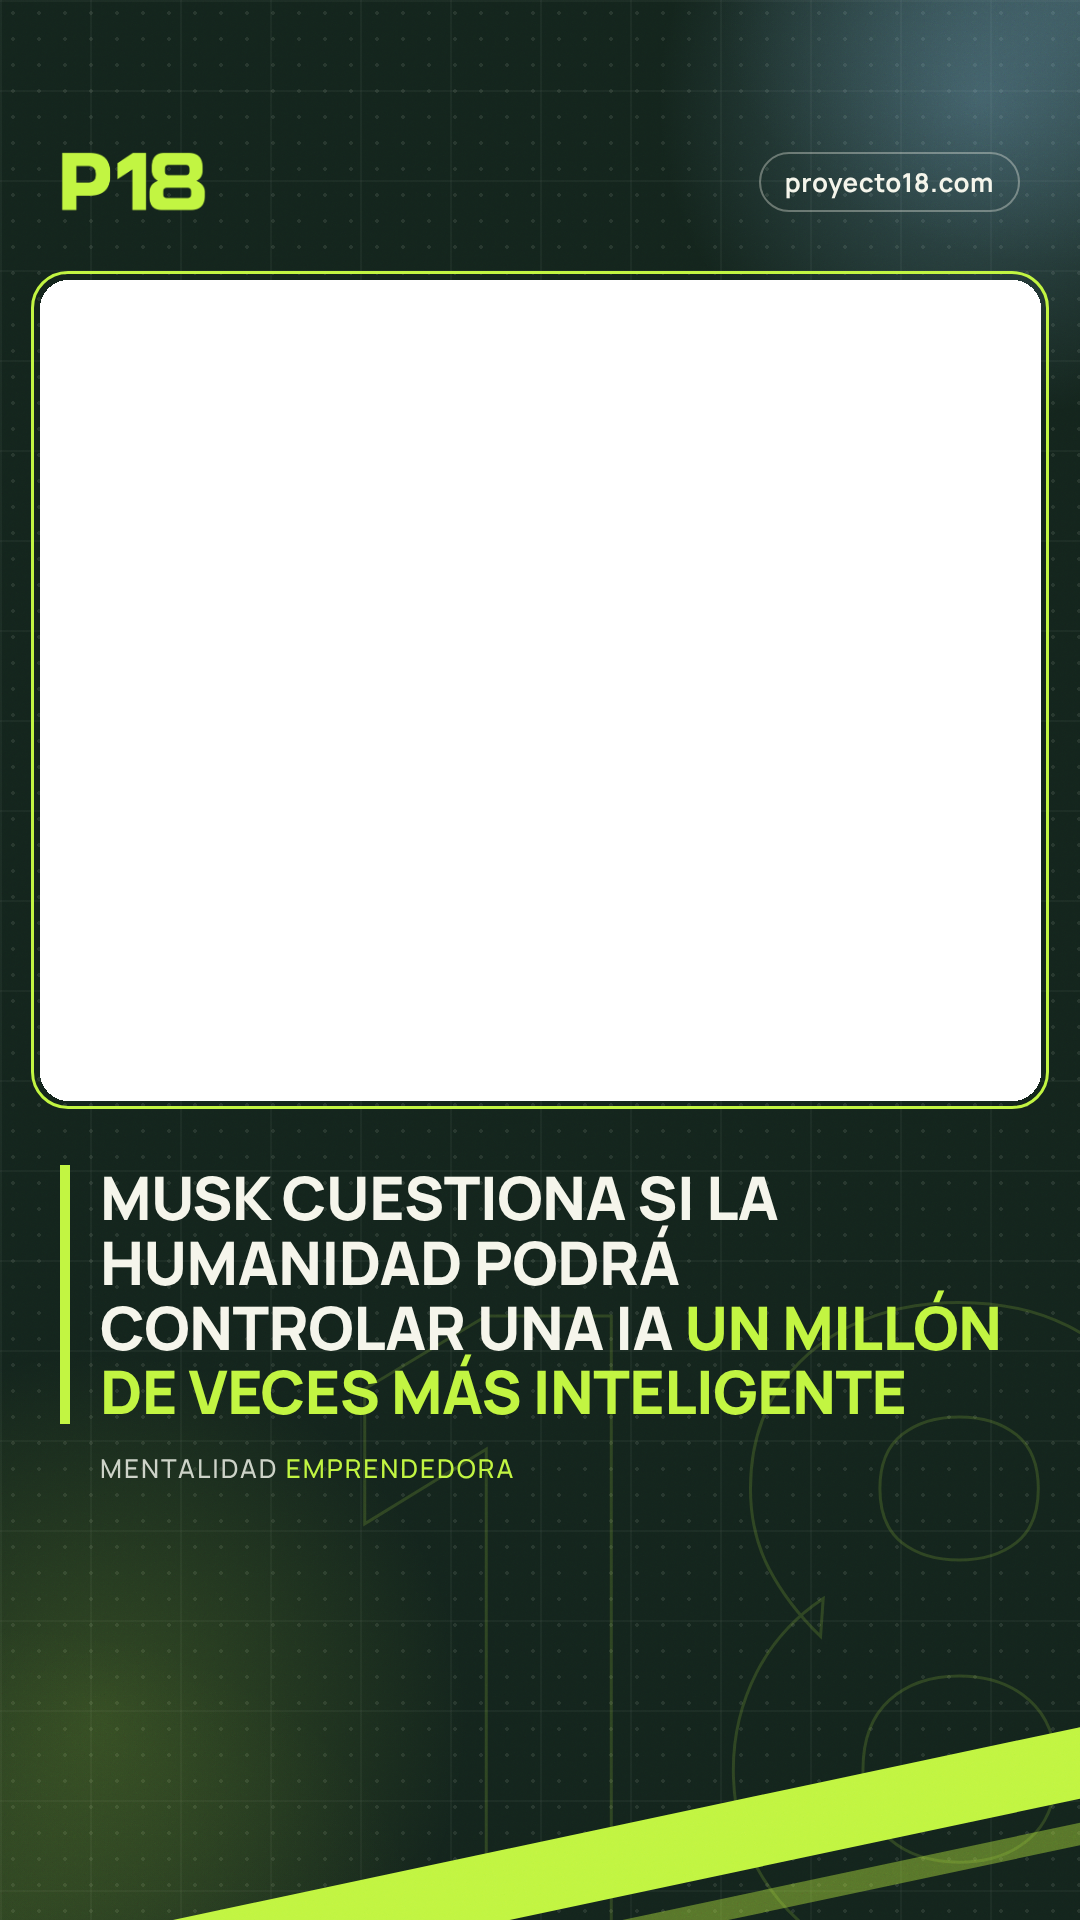 P18
proyecto18.com
MUSK CUESTIONA SI LA
HUMANIDAD PODRÁ
CONTROLAR UNA IA UN MILLÓN
DE VECES MÁS INTELIGENTE
MENTALIDAD EMPRENDEDORA
18